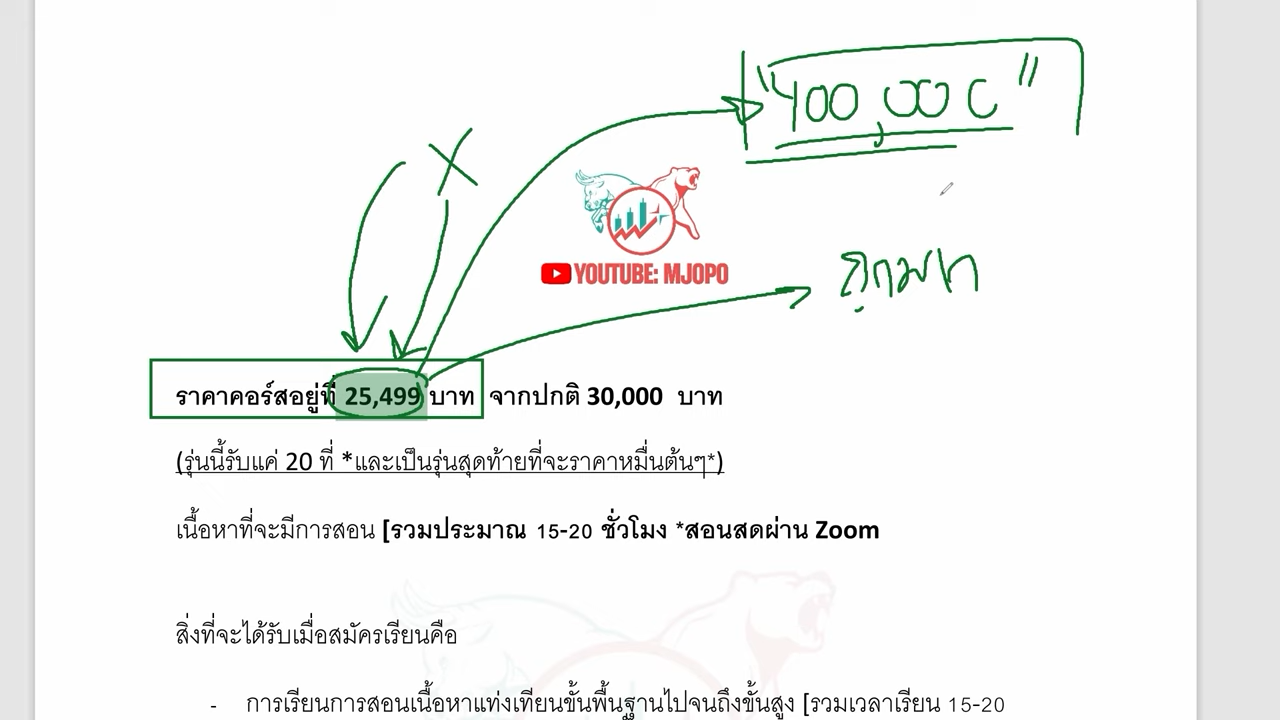 "400,000"
X
YOUTUBE: MJOPO
ถูกมาก
ราคาคอร์สอยู่ที่ 25,499 บาท จากปกติ 30,000 บาท
(รุ่นนี้รับแค่ 20 ที่ *และเป็นรุ่นสุดท้ายที่จะราคาหมื่นต้นๆ*)
เนื้อหาที่จะมีการสอน [รวมประมาณ 15-20 ชั่วโมง *สอนสดผ่าน Zoom
สิ่งที่จะได้รับเมื่อสมัครเรียนคือ
- การเรียนการสอนเนื้อหาแท่งเทียนขั้นพื้นฐานไปจนถึงขั้นสูง [รวมเวลาเรียน 15-20